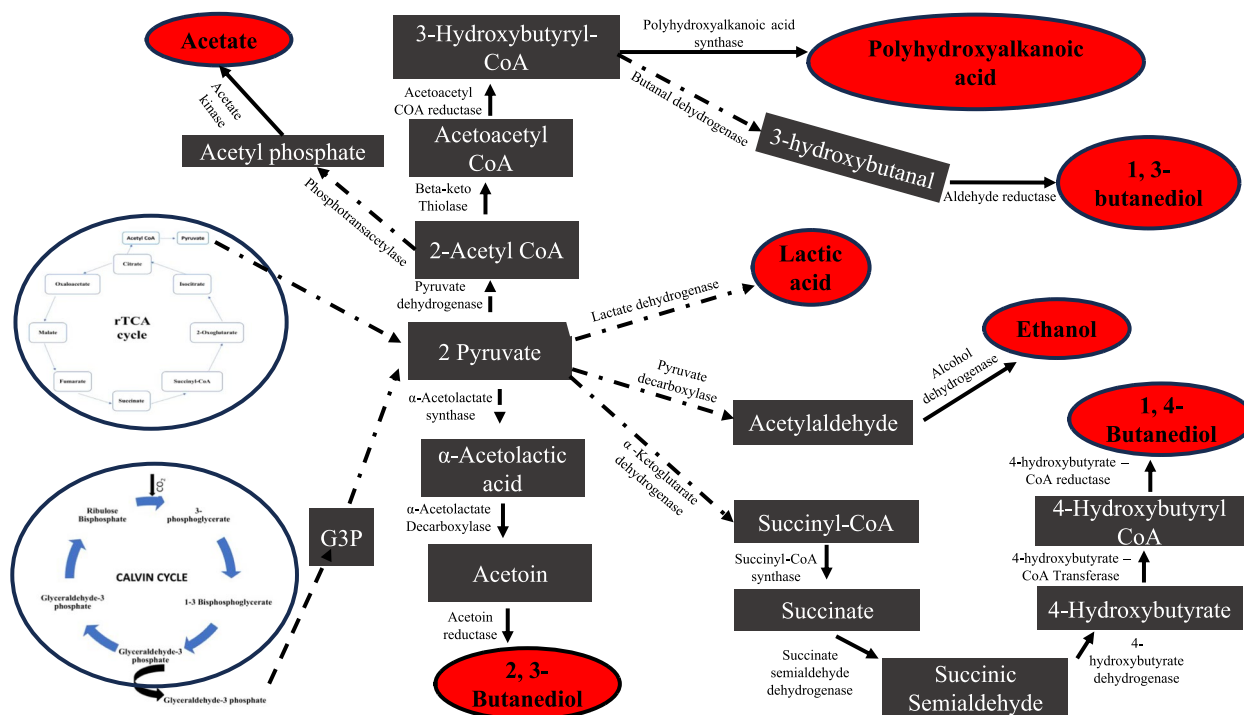 Acetate
Acetate
kinase
Acetyl phosphate
Phosphotransacetylase
3-Hydroxybutyryl-
CoA
Polyhydroxyalkanoic acid
synthase
Polyhydroxyalkanoic
acid
Butanal dehydrogenase
3-hydroxybutanal
Aldehyde reductase
1, 3-
butanediol
Acetoacetyl
COA reductase
Acetoacetyl
CoA
Beta-keto
Thiolase
2-Acetyl CoA
Pyruvate
dehydrogenase
2 Pyruvate
Lactate dehydrogenase
Lactic
acid
Pyruvate
decarboxylase
Acetylaldehyde
Alcohol
dehydrogenase
Ethanol
Acetyl CoA
Pyruvate
Citrate
Oxaloacetate
Isocitrate
Malate
rTCA
cycle
2-Oxoglutarate
Fumarate
Succinyl-CoA
Succinate
α-Acetolactate
synthase
α-Acetolactic
acid
α-Acetolactate
Decarboxylase
Acetoin
Acetoin
reductase
2, 3-
Butanediol
α -Ketoglutarate
dehydrogenase
Succinyl-CoA
Succinyl-CoA
synthase
Succinate
Succinate
semialdehyde
dehydrogenase
Succinic
Semialdehyde
4-
hydroxybutyrate
dehydrogenase
4-Hydroxybutyrate
4-hydroxybutyrate –
CoA Transferase
4-Hydroxybutyryl
CoA
4-hydroxybutyrate –
CoA reductase
1, 4-
Butanediol
CO2
Ribulose
Bisphosphate
3-
phosphoglycerate
CALVIN CYCLE
Glyceraldehyde-3
phosphate
1-3 Bisphosphoglycerate
Glyceraldehyde-3
phosphate
Glyceraldehyde-3 phosphate
G3P